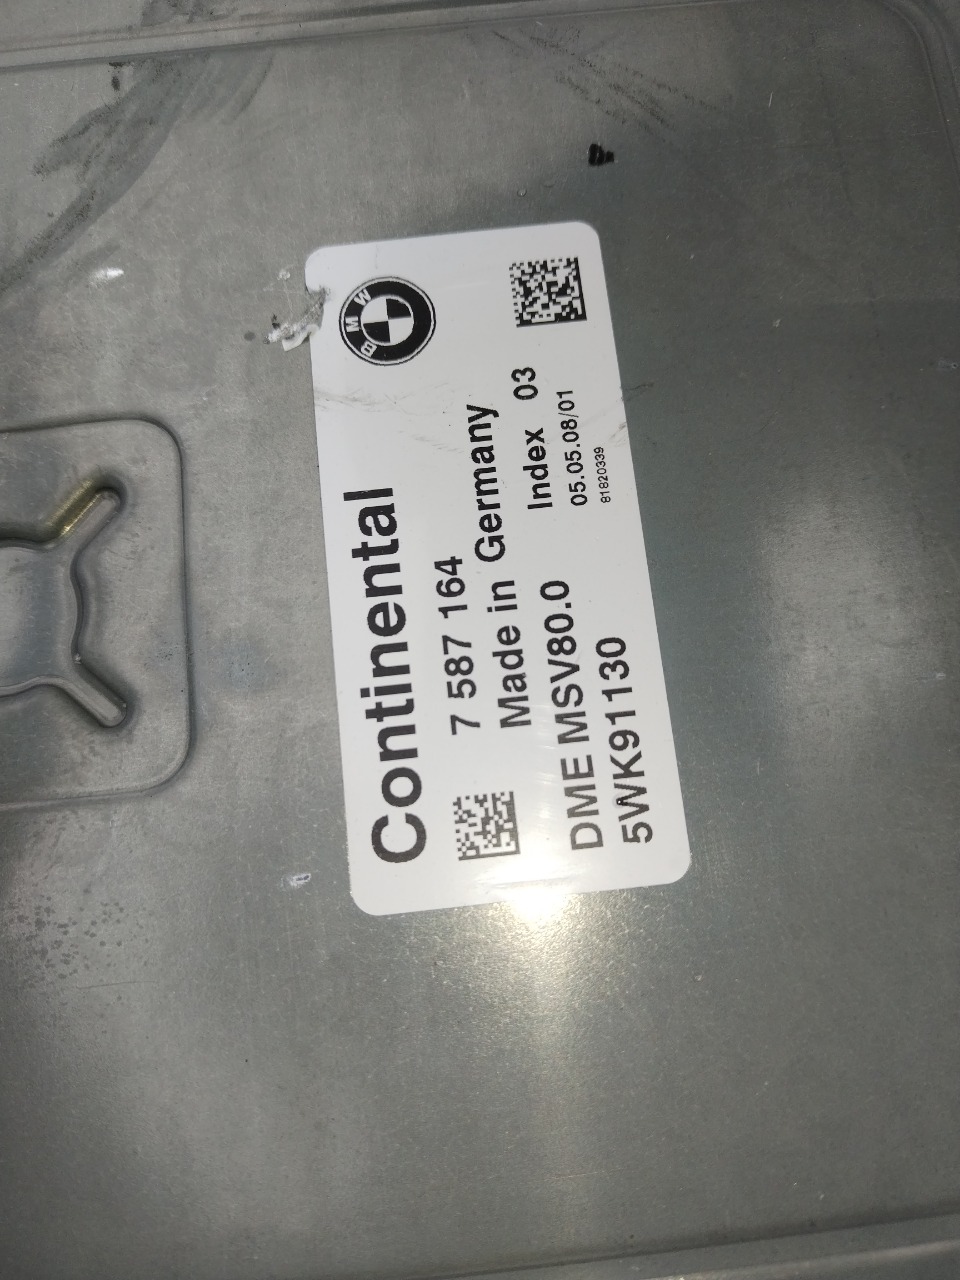 BMW
Continental
7 587 164
Made in Germany
DME MSV80.0
Index 03
5WK91130
05.05.08/01
81820339